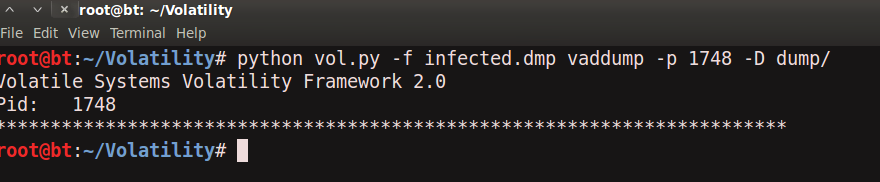 root@bt: ~/Volatility
File Edit View Terminal Help
root@bt:~/Volatility# python vol.py -f infected.dmp vaddump -p 1748 -D dump/
Volatile Systems Volatility Framework 2.0
Pid:   1748
*************************************************************************
root@bt:~/Volatility#